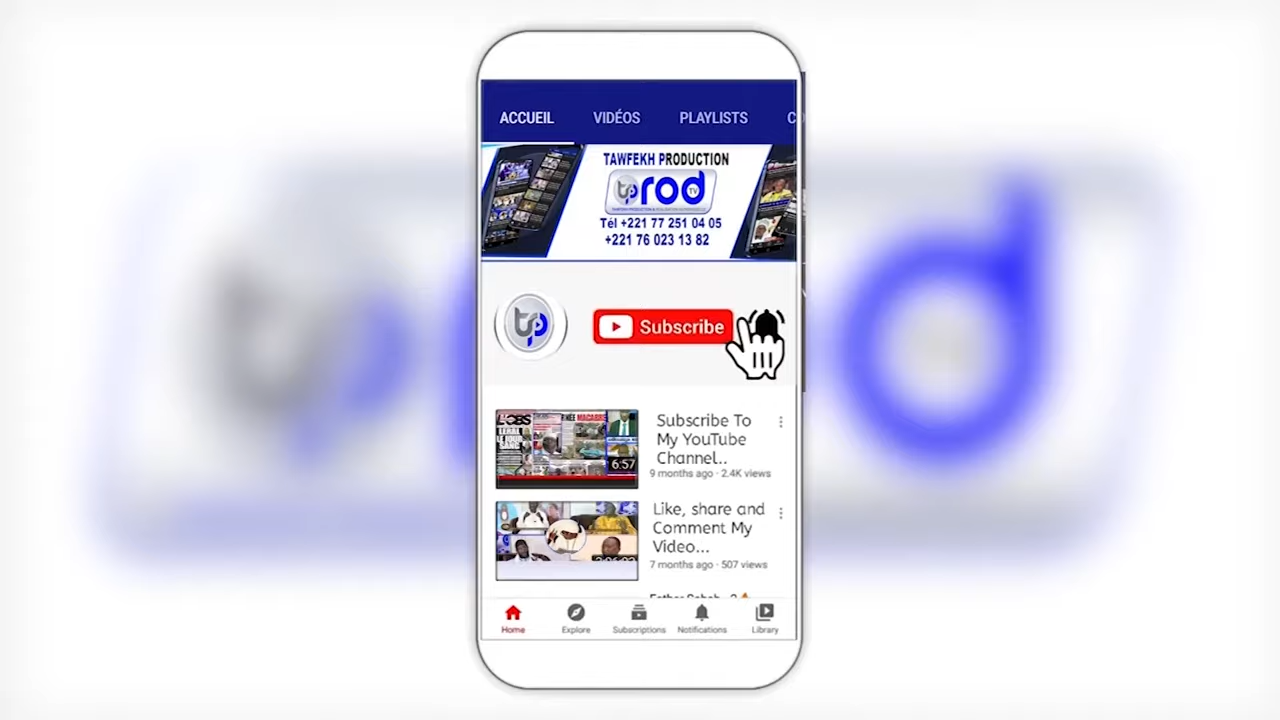 ACCUEIL
VIDÉOS
PLAYLISTS
TAWFEKH PRODUCTION
tprod TV
Tél +221 77 251 04 05
+221 76 023 13 82
tp
Subscribe
L'OBS
6:57
Subscribe To
My YouTube
Channel..
9 months ago · 2.4K views
Like, share and
Comment My
Video...
7 months ago · 507 views
Home
Explore
Subscriptions
Notifications
Library